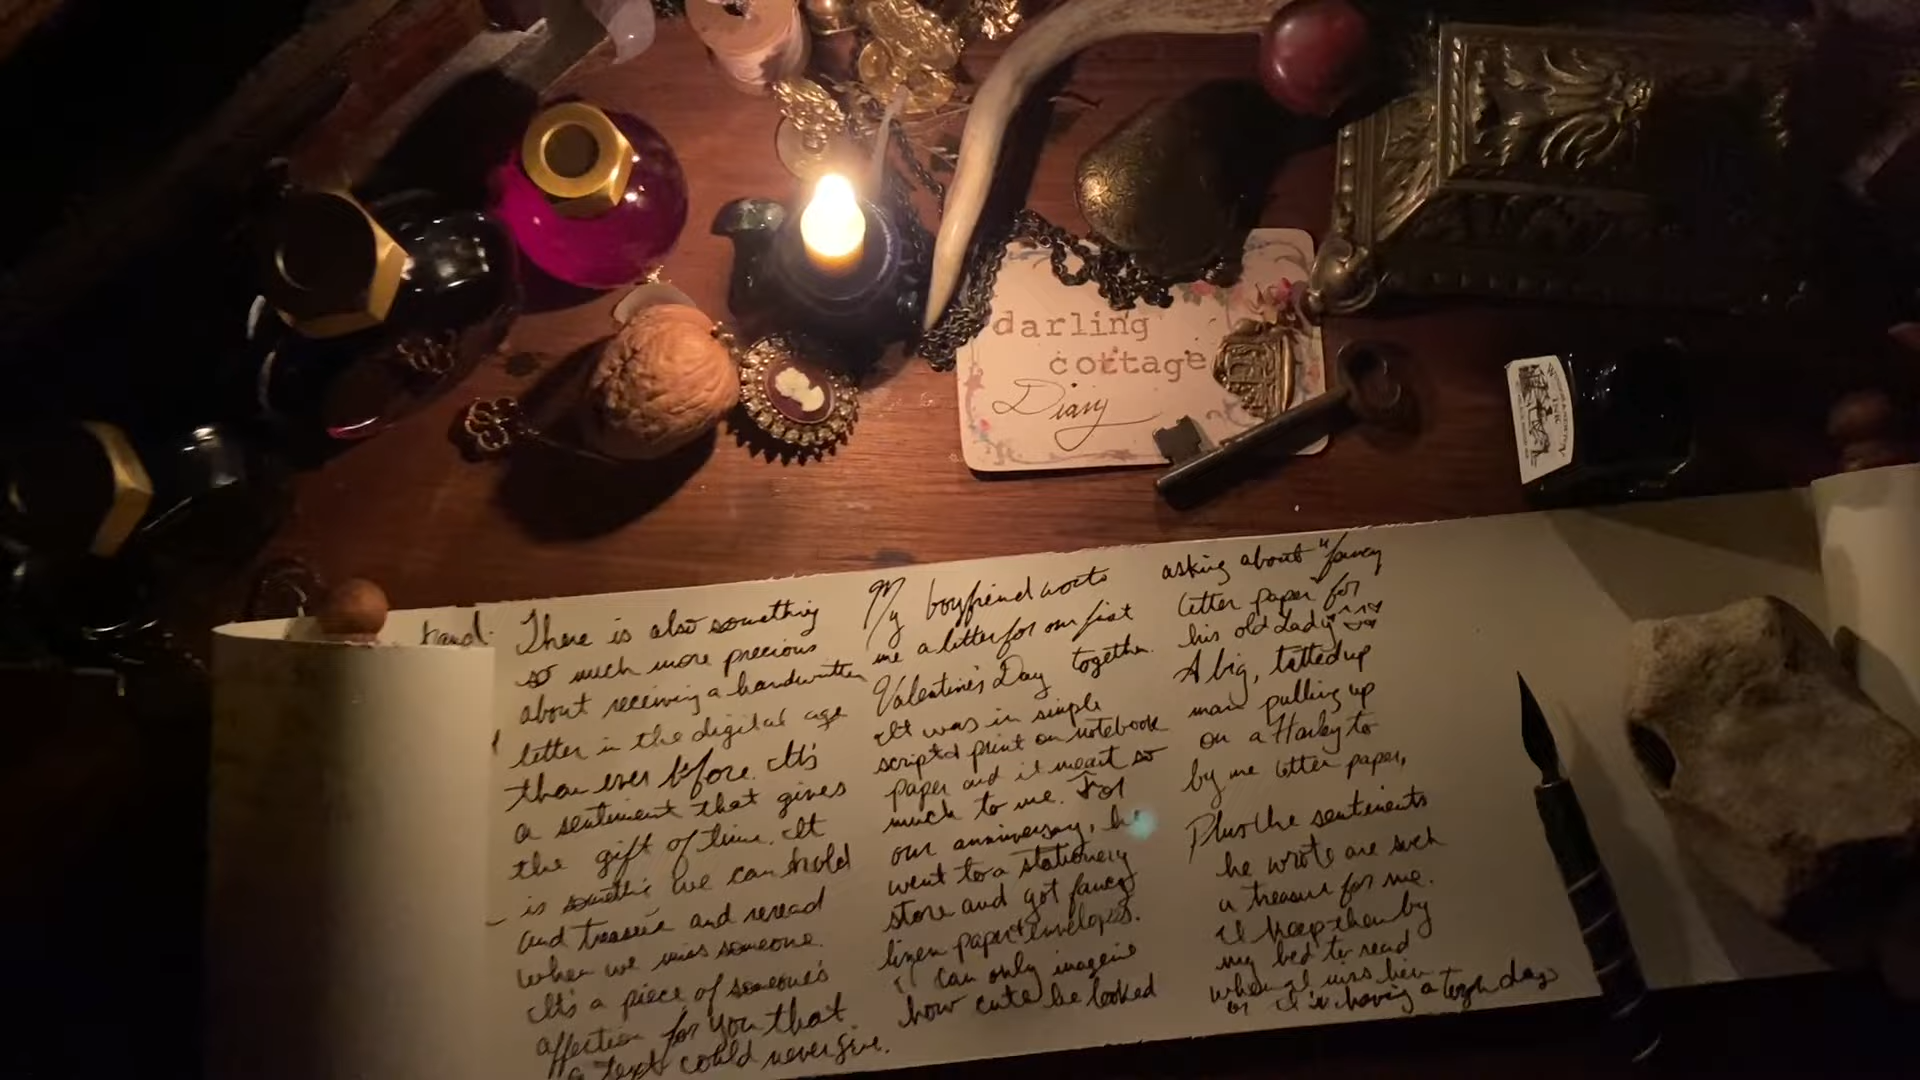 darling
cottage
Diary
INK
hand.
There is also something
so much more precious
about receiving a handwritten
letter in the digital age
than ever before. It's
a sentiment that gives
the gift of time. It
is somethi we can hold
and treasure and reread
when we miss someone.
It's a piece of someone's
affection for you that
a text could never give.
My boyfriend wrote
me a letter for our first
Valentine's Day together.
It was in simple
script & print on notebook
paper and it meant so
much to me. For
our anniversary, he
went to a stationery
store and got fancy
linen paper & envelopes.
I can only imagine
how cute he looked
asking about "fancy
letter paper for
his old Lady"
A big, tatted up
man pulling up
on a Harley to
by me letter paper,
Plus the sentiments
he wrote are such
a treasure for me.
I keep them by
my bed to read
when I miss him
or I'm having a tough day